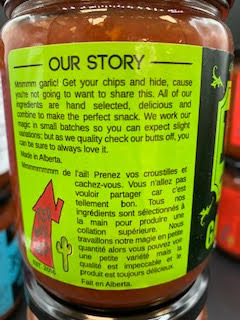 OUR STORY
Mmmmm garlic! Get your chips and hide, cause
you're not going to want to share this. All of our
ingredients are hand selected, delicious and
combine to make the perfect snack. We work our
magic in small batches so you can expect slight
variations; but as we quality check our butts off, you
can be sure to always love it.
Made in Alberta.
de l'ail! Prenez vos croustilles et
cachez-vous. Vous n'allez pas
vouloir partager car c'est
tellement bon. Tous nos
ingrédients sont sélectionnés à
la main pour produire une
collation supérieure. Nous
travaillons notre magie en petite
quantité alors vous pouvez voir
une petite variété mais la
qualité est impeccable et le
produit est toujours délicieux.
Fait en Alberta.